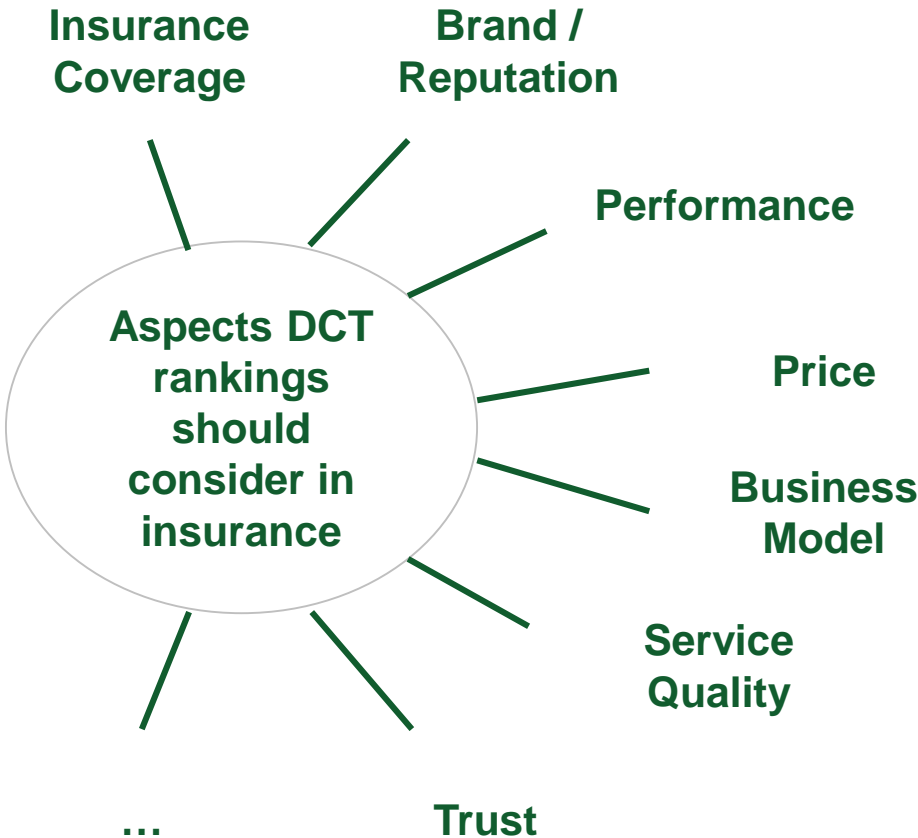 Insurance
Coverage
Brand /
Reputation
Performance
Aspects DCT
rankings
should
consider in
insurance
Price
Business
Model
Service
Quality
...
Trust